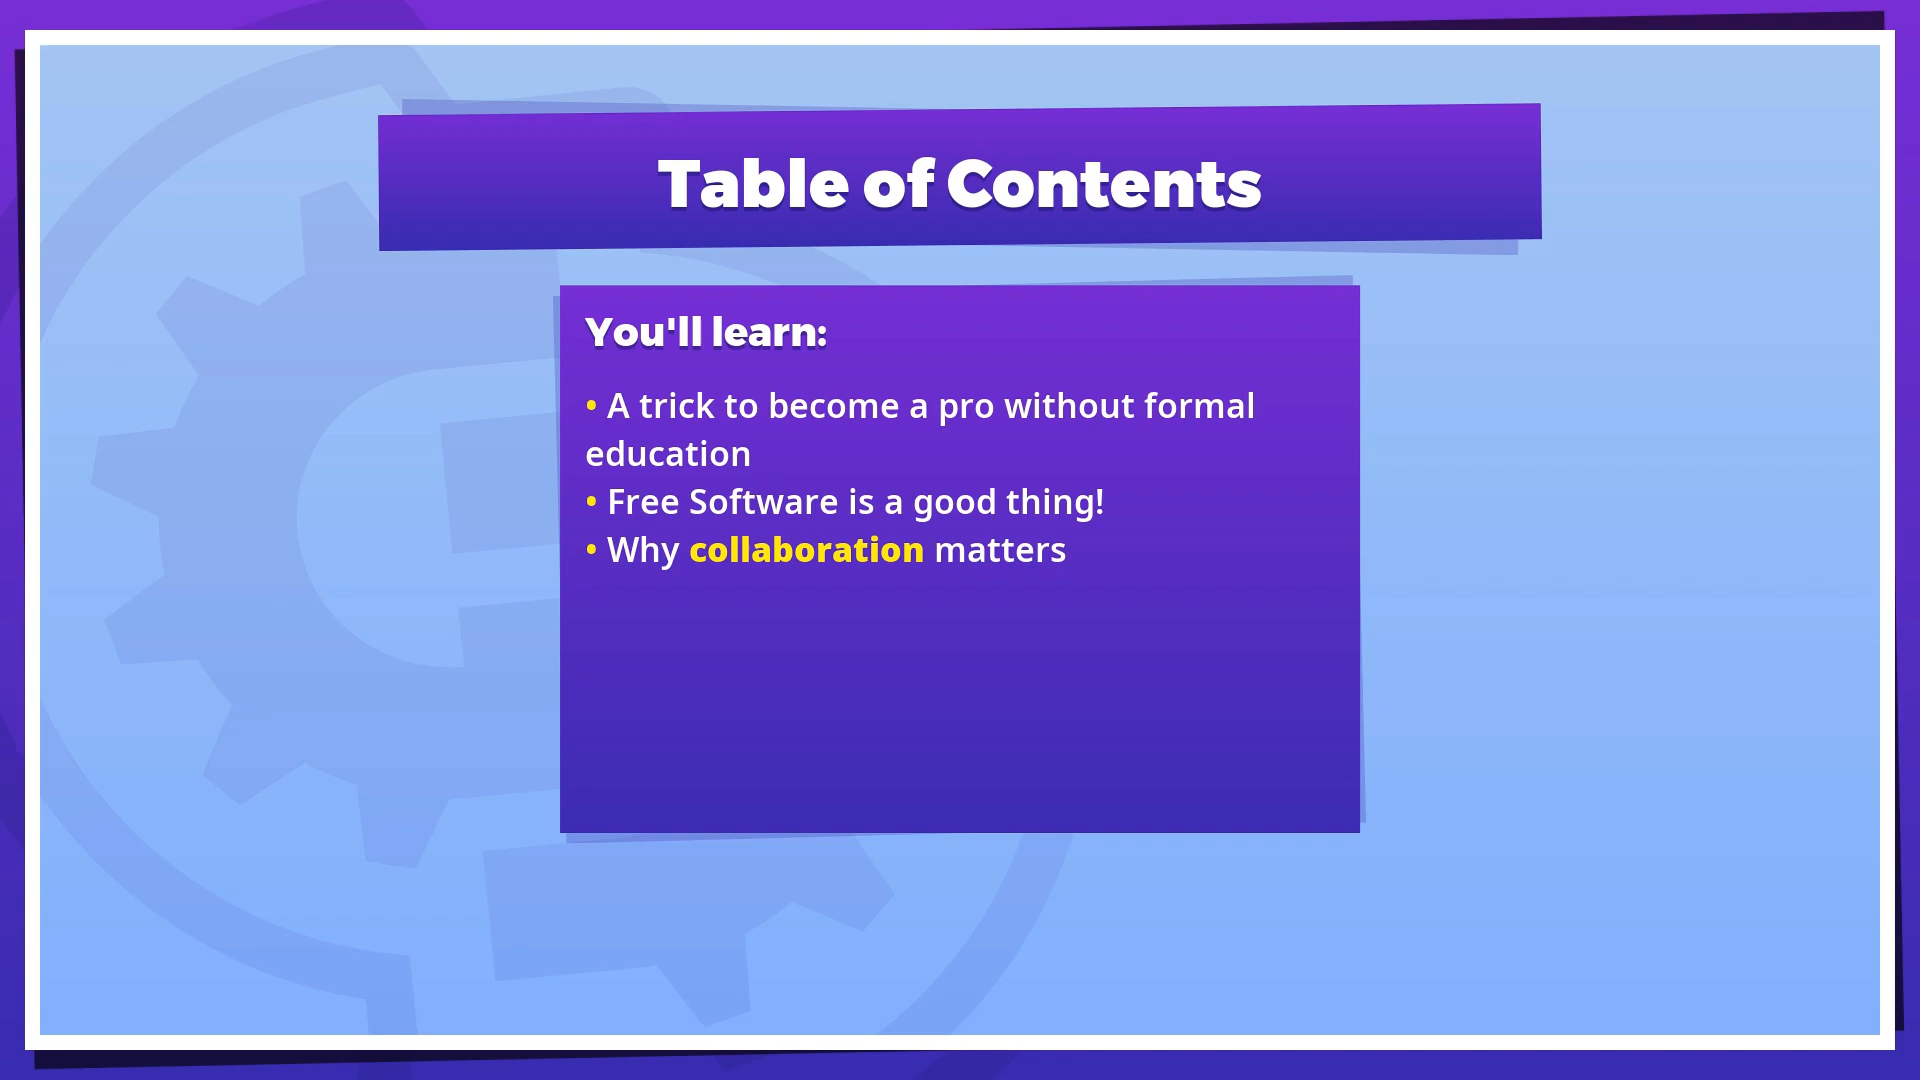 Table of Contents
You'll learn:
• A trick to become a pro without formal
education
• Free Software is a good thing!
• Why collaboration matters